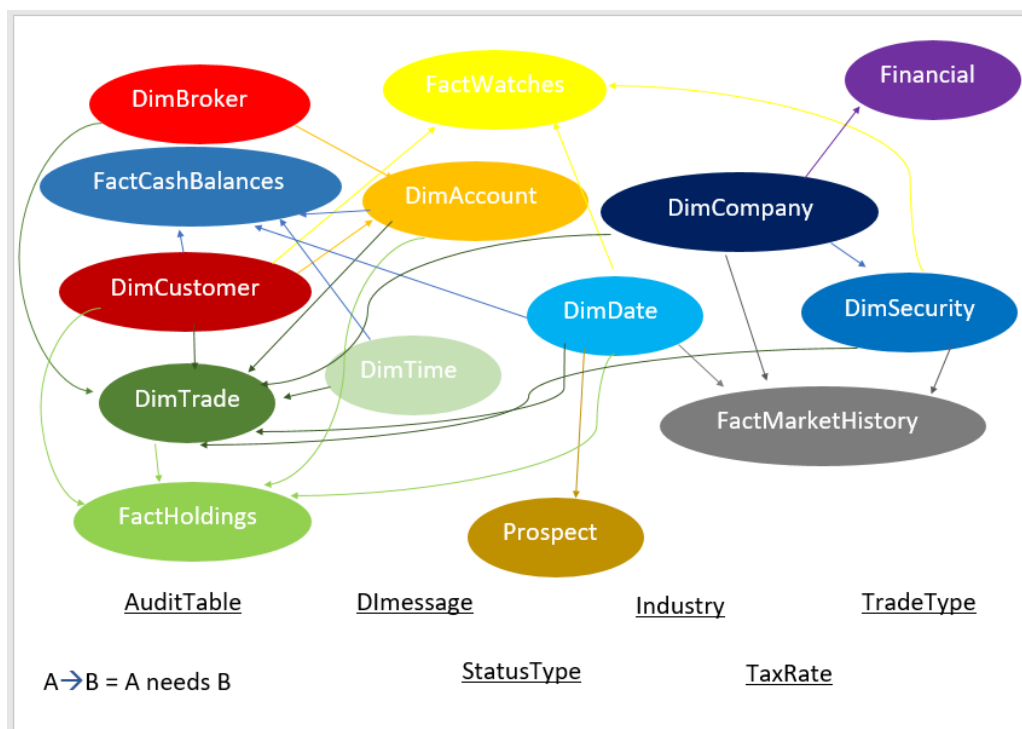 DimBroker
FactWatches
Financial
FactCashBalances
DimAccount
DimCompany
DimCustomer
DimDate
DimSecurity
DimTrade
DimTime
FactMarketHistory
FactHoldings
Prospect
AuditTable
DImessage
Industry
TradeType
StatusType
TaxRate
A→B = A needs B